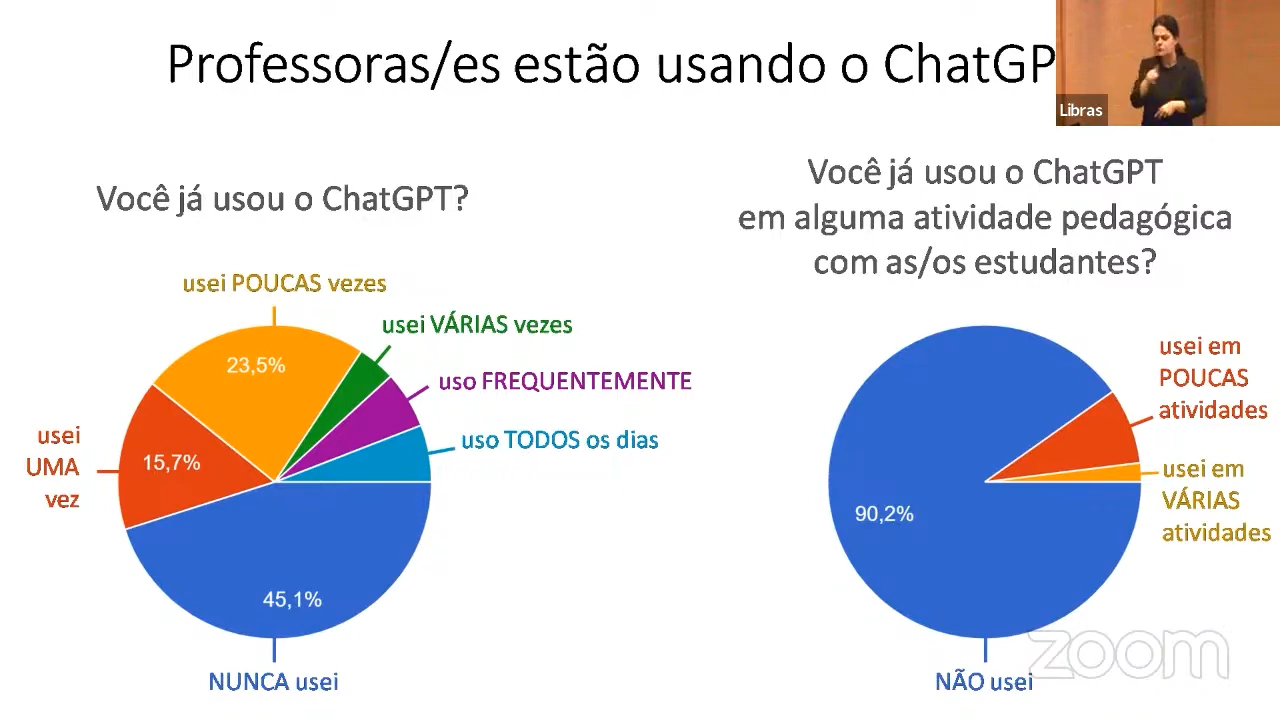 Professoras/es estão usando o ChatGP
Libras
Você já usou o ChatGPT?
usei POUCAS vezes
usei VÁRIAS vezes
uso FREQUENTEMENTE
uso TODOS os dias
usei
UMA
vez
23,5%
15,7%
45,1%
NUNCA usei
Você já usou o ChatGPT
em alguma atividade pedagógica
com as/os estudantes?
usei em
POUCAS
atividades
usei em
VÁRIAS
atividades
90,2%
NÃO usei
zoom